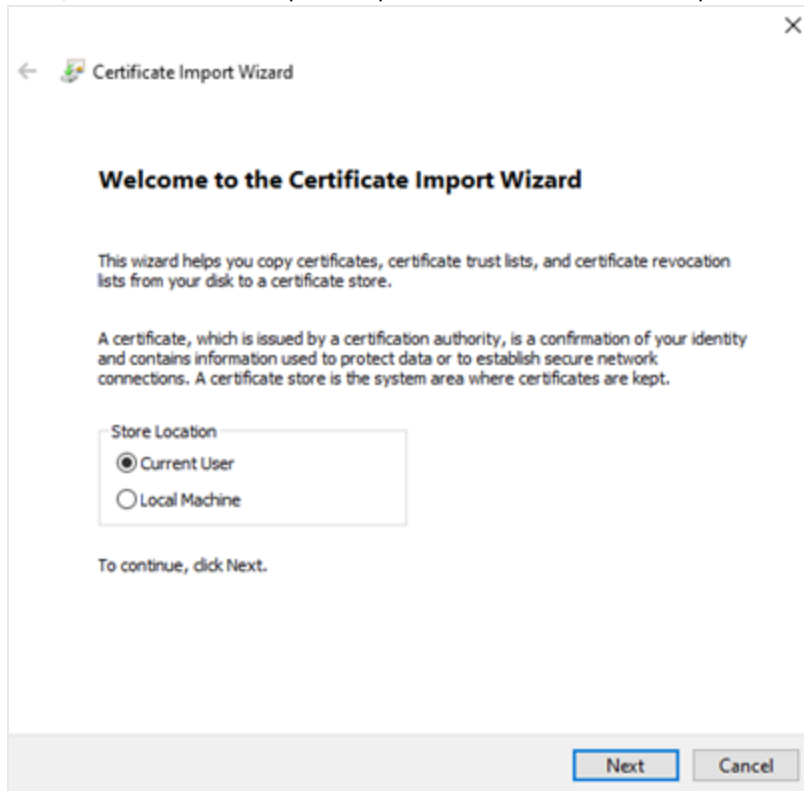 Certificate Import Wizard
Welcome to the Certificate Import Wizard
This wizard helps you copy certificates, certificate trust lists, and certificate revocation
lists from your disk to a certificate store.
A certificate, which is issued by a certification authority, is a confirmation of your identity
and contains information used to protect data or to establish secure network
connections. A certificate store is the system area where certificates are kept.
Store Location
Current User
Local Machine
To continue, click Next.
Next Cancel